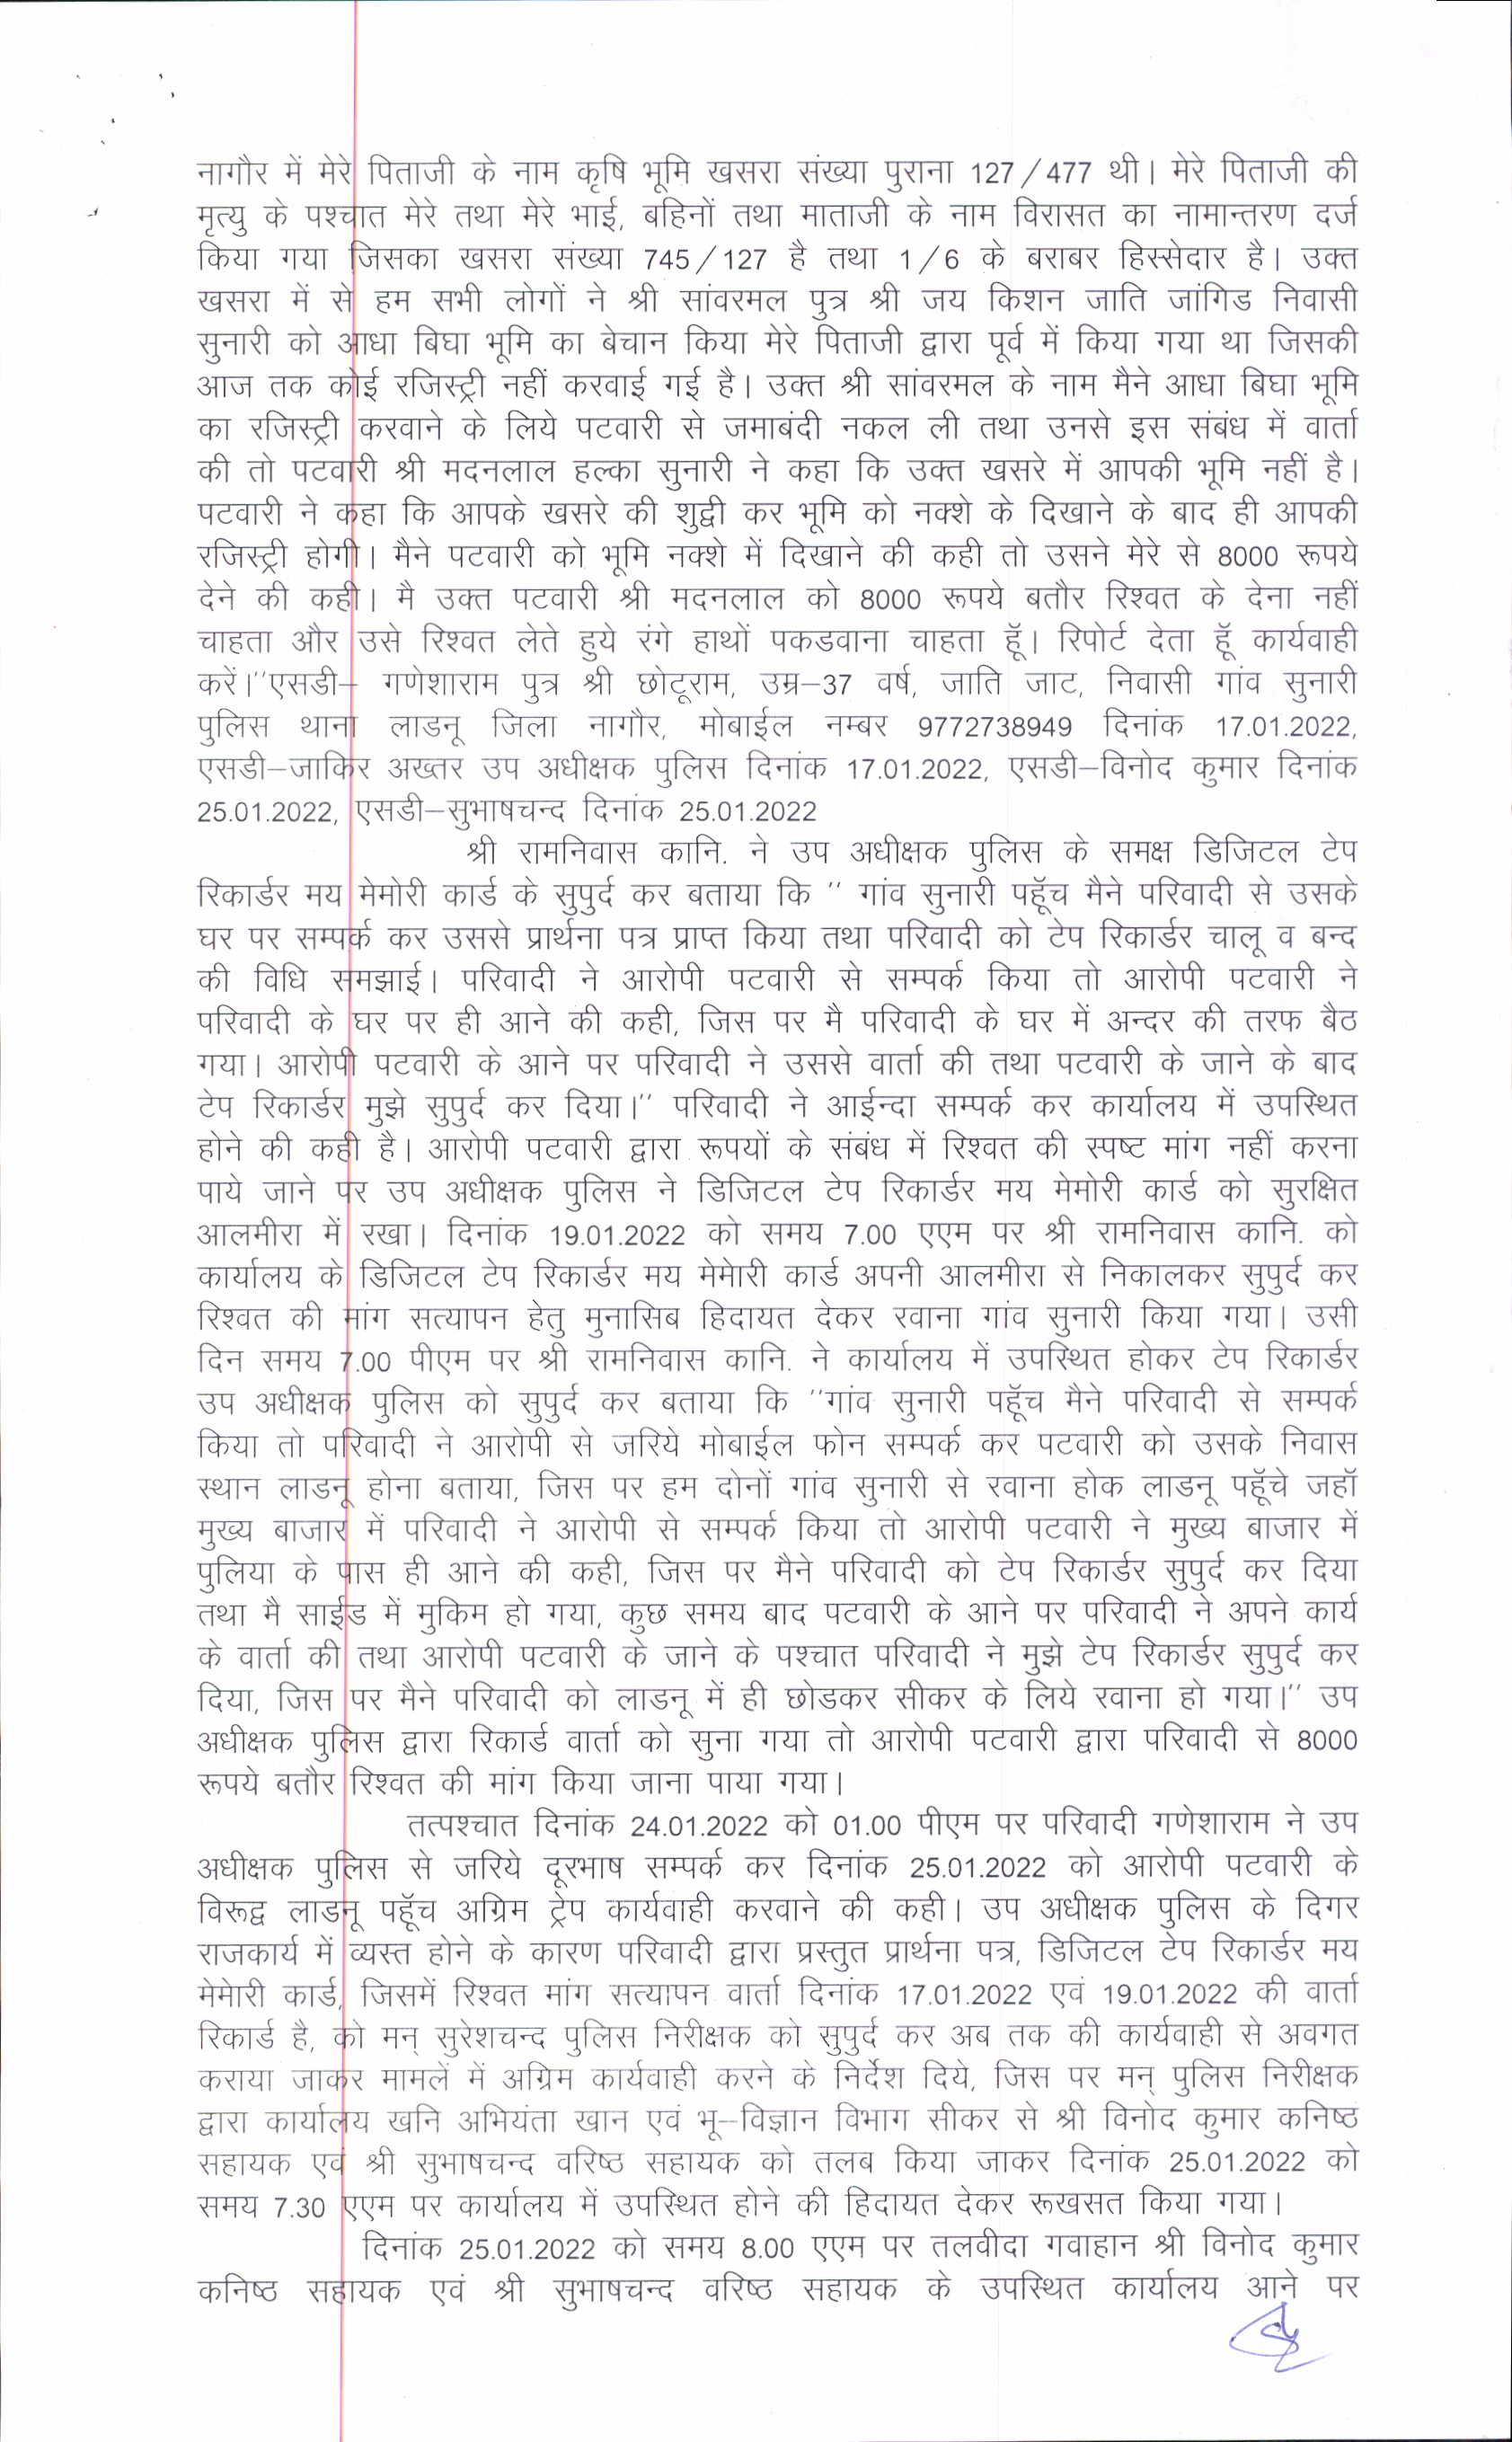 नागौर में मेरे पिताजी के नाम कृषि भूमि खसरा संख्या पुराना 127/477 थी। मेरे पिताजी की
मृत्यु के पश्चात मेरे तथा मेरे भाई, बहिनों तथा माताजी के नाम विरासत का नामान्तरण दर्ज
किया गया जिसका खसरा संख्या 745/127 है तथा 1/6 के बराबर हिस्सेदार है। उक्त
खसरा में से हम सभी लोगों ने श्री सांवरमल पुत्र श्री जय किशन जाति जांगिड निवासी
सुनारी को आधा बिघा भूमि का बेचान किया मेरे पिताजी द्वारा पूर्व में किया गया था जिसकी
आज तक कोई रजिस्ट्री नहीं करवाई गई है। उक्त श्री सांवरमल के नाम मैने आधा बिघा भूमि
का रजिस्ट्री करवाने के लिये पटवारी से जमाबंदी नकल ली तथा उनसे इस संबंध में वार्ता
की तो पटवारी श्री मदनलाल हल्का सुनारी ने कहा कि उक्त खसरे में आपकी भूमि नहीं है।
पटवारी ने कहा कि आपके खसरे की शुद्वी कर भूमि को नक्शे के दिखाने के बाद ही आपकी
रजिस्ट्री होगी। मैने पटवारी को भूमि नक्शे में दिखाने की कही तो उसने मेरे से 8000 रूपये
देने की कही। मै उक्त पटवारी श्री मदनलाल को 8000 रूपये बतौर रिश्वत के देना नहीं
चाहता और उसे रिश्वत लेते हुये रंगे हाथों पकडवाना चाहता हॅू। रिपोर्ट देता हॅू कार्यवाही
करें।''एसडी– गणेशाराम पुत्र श्री छोटूराम, उम्र–37 वर्ष, जाति जाट, निवासी गांव सुनारी
पुलिस थाना लाडनू जिला नागौर, मोबाईल नम्बर 9772738949 दिनांक 17.01.2022,
एसडी–जाकिर अख्तर उप अधीक्षक पुलिस दिनांक 17.01.2022, एसडी–विनोद कुमार दिनांक
25.01.2022, एसडी–सुभाषचन्द दिनांक 25.01.2022
श्री रामनिवास कानि. ने उप अधीक्षक पुलिस के समक्ष डिजिटल टेप
रिकार्डर मय मेमोरी कार्ड के सुपुर्द कर बताया कि '' गांव सुनारी पहॅूच मैने परिवादी से उसके
घर पर सम्पर्क कर उससे प्रार्थना पत्र प्राप्त किया तथा परिवादी को टेप रिकार्डर चालू व बन्द
की विधि समझाई। परिवादी ने आरोपी पटवारी से सम्पर्क किया तो आरोपी पटवारी ने
परिवादी के घर पर ही आने की कही, जिस पर मै परिवादी के घर में अन्दर की तरफ बैठ
गया। आरोपी पटवारी के आने पर परिवादी ने उससे वार्ता की तथा पटवारी के जाने के बाद
टेप रिकार्डर मुझे सुपुर्द कर दिया।'' परिवादी ने आईन्दा सम्पर्क कर कार्यालय में उपस्थित
होने की कही है। आरोपी पटवारी द्वारा रूपयों के संबंध में रिश्वत की स्पष्ट मांग नहीं करना
पाये जाने पर उप अधीक्षक पुलिस ने डिजिटल टेप रिकार्डर मय मेमोरी कार्ड को सुरक्षित
आलमीरा में रखा। दिनांक 19.01.2022 को समय 7.00 एएम पर श्री रामनिवास कानि. को
कार्यालय के डिजिटल टेप रिकार्डर मय मेमेारी कार्ड अपनी आलमीरा से निकालकर सुपुर्द कर
रिश्वत की मांग सत्यापन हेतु मुनासिब हिदायत देकर रवाना गांव सुनारी किया गया। उसी
दिन समय 7.00 पीएम पर श्री रामनिवास कानि. ने कार्यालय में उपस्थित होकर टेप रिकार्डर
उप अधीक्षक पुलिस को सुपुर्द कर बताया कि ''गांव सुनारी पहॅूच मैने परिवादी से सम्पर्क
किया तो परिवादी ने आरोपी से जरिये मोबाईल फोन सम्पर्क कर पटवारी को उसके निवास
स्थान लाडनू होना बताया, जिस पर हम दोनों गांव सुनारी से रवाना होक लाडनू पहॅूचे जहॉ
मुख्य बाजार में परिवादी ने आरोपी से सम्पर्क किया तो आरोपी पटवारी ने मुख्य बाजार में
पुलिया के पास ही आने की कही, जिस पर मैने परिवादी को टेप रिकार्डर सुपुर्द कर दिया
तथा मै साईड में मुकिम हो गया, कुछ समय बाद पटवारी के आने पर परिवादी ने अपने कार्य
के वार्ता की तथा आरोपी पटवारी के जाने के पश्चात परिवादी ने मुझे टेप रिकार्डर सुपुर्द कर
दिया, जिस पर मैने परिवादी को लाडनू में ही छोडकर सीकर के लिये रवाना हो गया।'' उप
अधीक्षक पुलिस द्वारा रिकार्ड वार्ता को सुना गया तो आरोपी पटवारी द्वारा परिवादी से 8000
रूपये बतौर रिश्वत की मांग किया जाना पाया गया।
तत्पश्चात दिनांक 24.01.2022 को 01.00 पीएम पर परिवादी गणेशाराम ने उप
अधीक्षक पुलिस से जरिये दूरभाष सम्पर्क कर दिनांक 25.01.2022 को आरोपी पटवारी के
विरूद्व लाडनू पहॅूच अग्रिम ट्रेप कार्यवाही करवाने की कही। उप अधीक्षक पुलिस के दिगर
राजकार्य में व्यस्त होने के कारण परिवादी द्वारा प्रस्तुत प्रार्थना पत्र, डिजिटल टेप रिकार्डर मय
मेमेारी कार्ड, जिसमें रिश्वत मांग सत्यापन वार्ता दिनांक 17.01.2022 एवं 19.01.2022 की वार्ता
रिकार्ड है, को मन् सुरेशचन्द पुलिस निरीक्षक को सुपुर्द कर अब तक की कार्यवाही से अवगत
कराया जाकर मामलें में अग्रिम कार्यवाही करने के निर्देश दिये, जिस पर मन् पुलिस निरीक्षक
द्वारा कार्यालय खनि अभियंता खान एवं भू–विज्ञान विभाग सीकर से श्री विनोद कुमार कनिष्ठ
सहायक एवं श्री सुभाषचन्द वरिष्ठ सहायक को तलब किया जाकर दिनांक 25.01.2022 को
समय 7.30 एएम पर कार्यालय में उपस्थित होने की हिदायत देकर रूखसत किया गया।
दिनांक 25.01.2022 को समय 8.00 एएम पर तलवीदा गवाहान श्री विनोद कुमार
कनिष्ठ सहायक एवं श्री सुभाषचन्द वरिष्ठ सहायक के उपस्थित कार्यालय आने पर